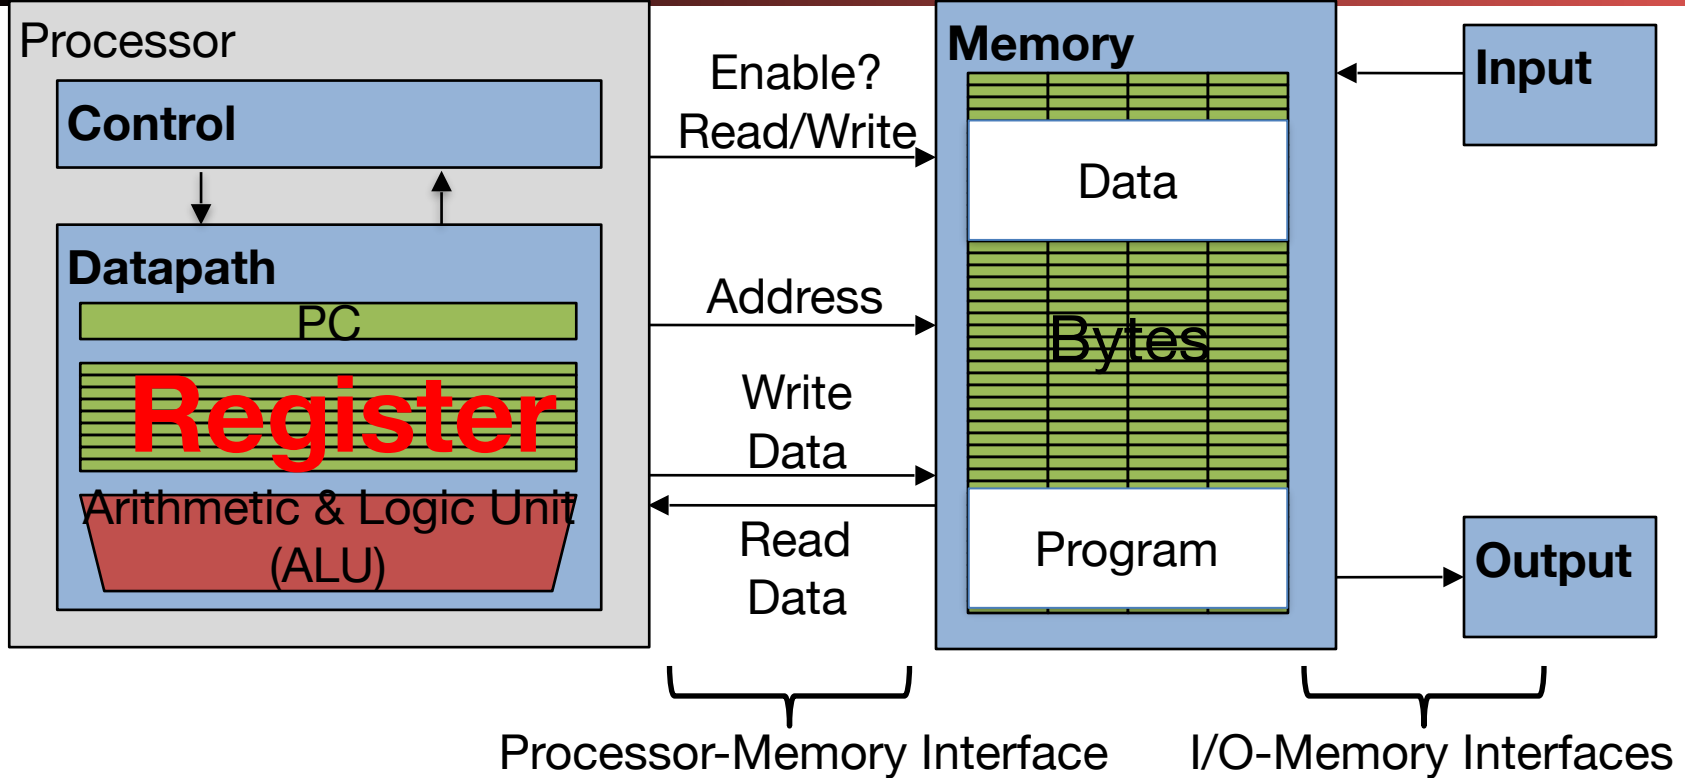 Processor
Control
Datapath
PC
Register
Arithmetic & Logic Unit
(ALU)
Enable?
Read/Write
Address
Write
Data
Read
Data
Memory
Data
Bytes
Program
Input
Output
Processor-Memory Interface
I/O-Memory Interfaces